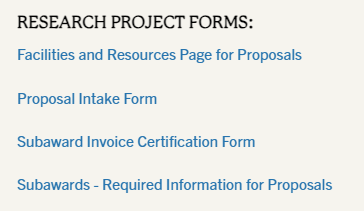 RESEARCH PROJECT FORMS:
Facilities and Resources Page for Proposals
Proposal Intake Form
Subaward Invoice Certification Form
Subawards - Required Information for Proposals